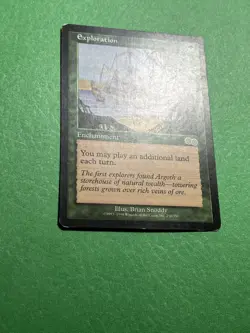 Exploration
Enchantment
You may play an additional land
each turn.
The first explorers found Argoth a
storehouse of natural wealth—towering
forests grown over rich veins of ore.
Illus. Brian Snoddy